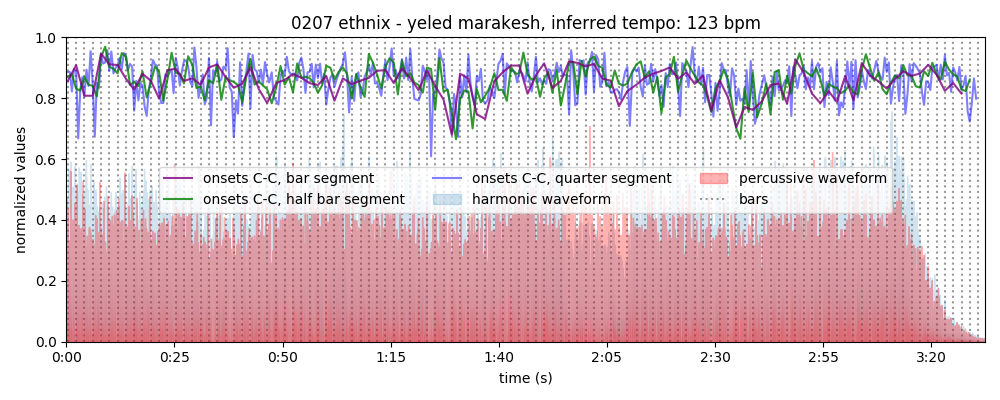 0207 ethnix - yeled marakesh, inferred tempo: 123 bpm
1.0
0.8
0.6
0.4
0.2
0.0
normalized values
onsets C-C, bar segment
onsets C-C, half bar segment
onsets C-C, quarter segment
harmonic waveform
percussive waveform
bars
0:00 0:25 0:50 1:15 1:40 2:05 2:30 2:55 3:20
time (s)